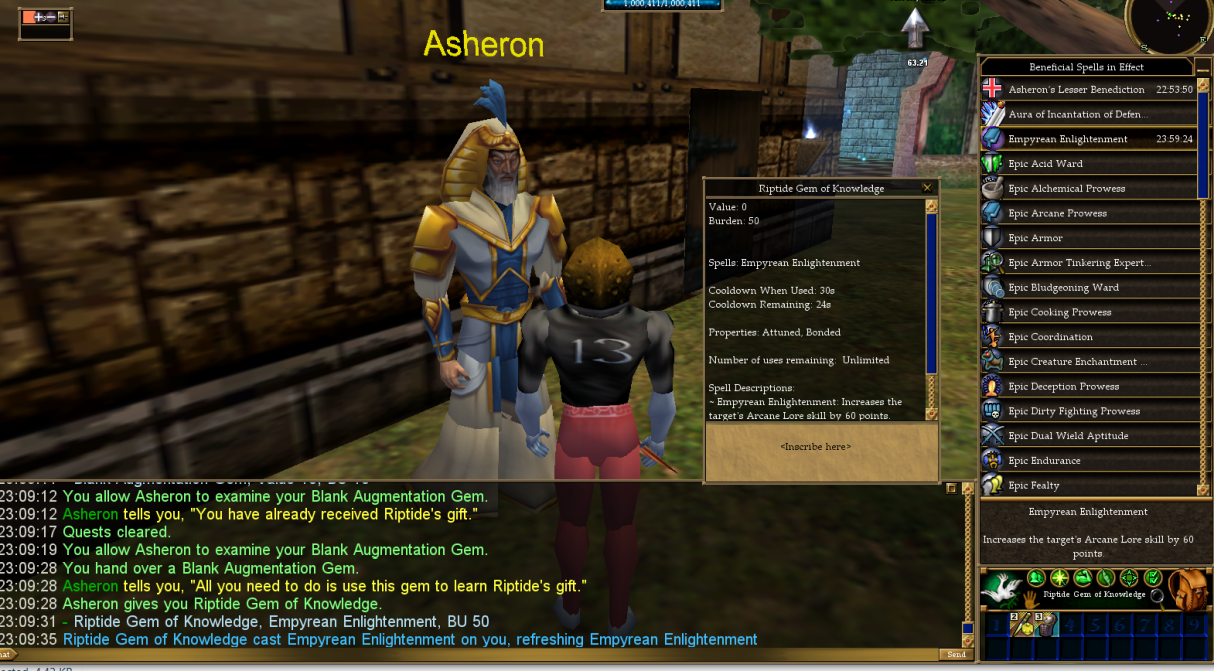 1,000,411/1,000,411
Asheron
63.21
S
E
Beneficial Spells in Effect
Asheron's Lesser Benediction 22:53:50
Aura of Incantation of Defen...
Empyrean Enlightenment 23:59:24
Epic Acid Ward
Epic Alchemical Prowess
Epic Arcane Prowess
Epic Armor
Epic Armor Tinkering Expert...
Epic Bludgeoning Ward
Epic Cooking Prowess
Epic Coordination
Epic Creature Enchantment ...
Epic Deception Prowess
Epic Dirty Fighting Prowess
Epic Dual Wield Aptitude
Epic Endurance
Epic Fealty
Empyrean Enlightenment
Increases the target's Arcane Lore skill by 60
points.
Riptide Gem of Knowledge
1 2 3 4 5 6 7 8 9
Riptide Gem of Knowledge
Value: 0
Burden: 50
Spells: Empyrean Enlightenment
Cooldown When Used: 30s
Cooldown Remaining: 24s
Properties: Attuned, Bonded
Number of uses remaining: Unlimited
Spell Descriptions:
~ Empyrean Enlightenment: Increases the
target's Arcane Lore skill by 60 points.
<Inscribe here>
13
23:09:12 You allow Asheron to examine your Blank Augmentation Gem.
23:09:12 Asheron tells you, "You have already received Riptide's gift."
23:09:17 Quests cleared.
23:09:19 You allow Asheron to examine your Blank Augmentation Gem.
23:09:28 You hand over a Blank Augmentation Gem.
23:09:28 Asheron tells you, "All you need to do is use this gem to learn Riptide's gift."
23:09:28 Asheron gives you Riptide Gem of Knowledge.
23:09:31 - Riptide Gem of Knowledge, Empyrean Enlightenment, BU 50
23:09:35 Riptide Gem of Knowledge cast Empyrean Enlightenment on you, refreshing Empyrean Enlightenment
Send